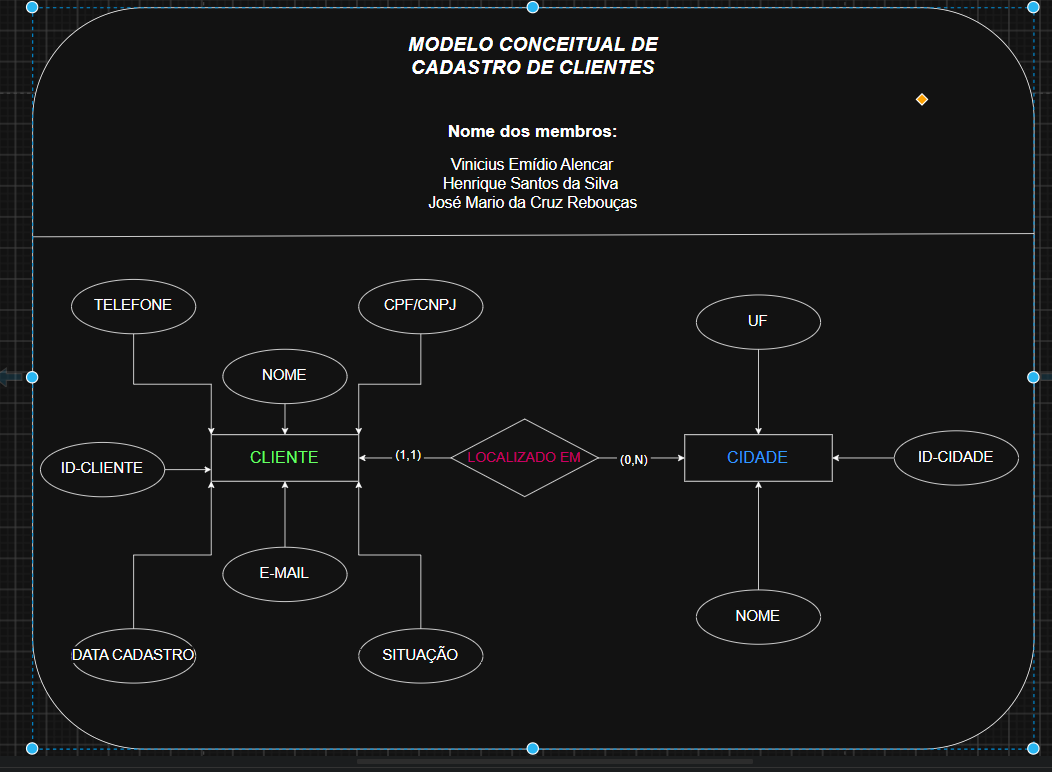 MODELO CONCEITUAL DE
CADASTRO DE CLIENTES
Nome dos membros:
Vinicius Emídio Alencar
Henrique Santos da Silva
José Mario da Cruz Rebouças
TELEFONE
CPF/CNPJ
UF
NOME
ID-CLIENTE
CLIENTE
(1,1)
LOCALIZADO EM
(0,N)
CIDADE
ID-CIDADE
E-MAIL
NOME
DATA CADASTRO
SITUAÇÃO